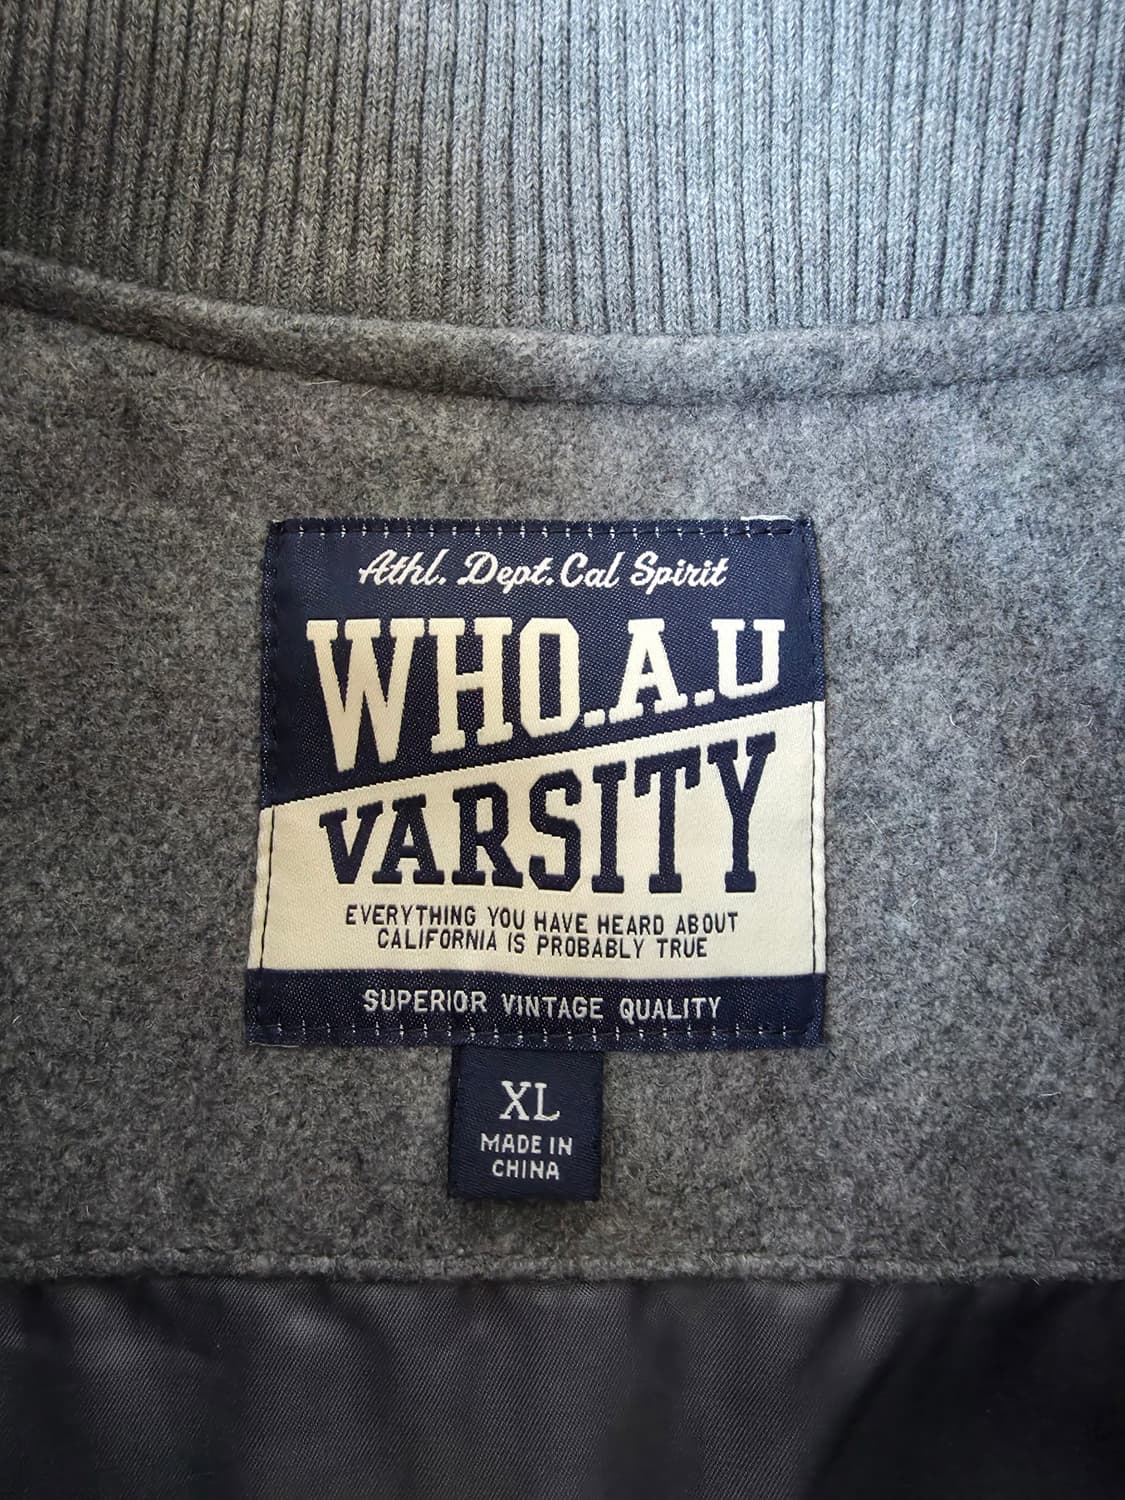 Athl. Dept. Cal Spirit
WHO..A..U
VARSITY
EVERYTHING YOU HAVE HEARD ABOUT
CALIFORNIA IS PROBABLY TRUE
SUPERIOR VINTAGE QUALITY
XL
MADE IN
CHINA